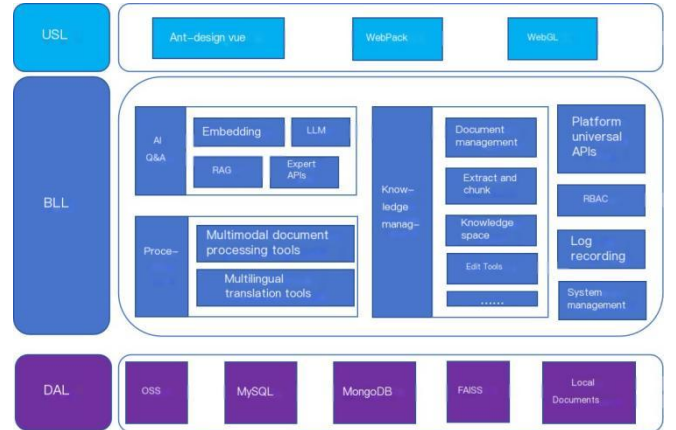 USL
Ant-design vue
WebPack
WebGL
BLL
AI
Q&A
Embedding
LLM
RAG
Expert
APIs
Proce-
Multimodal document
processing tools
Multilingual
translation tools
Know-
ledge
manag-
Document
management
Extract and
chunk
Knowledge
space
Edit Tools
......
Platform
universal
APIs
RBAC
Log
recording
System
management
DAL
OSS
MySQL
MongoDB
FAISS
Local
Documents